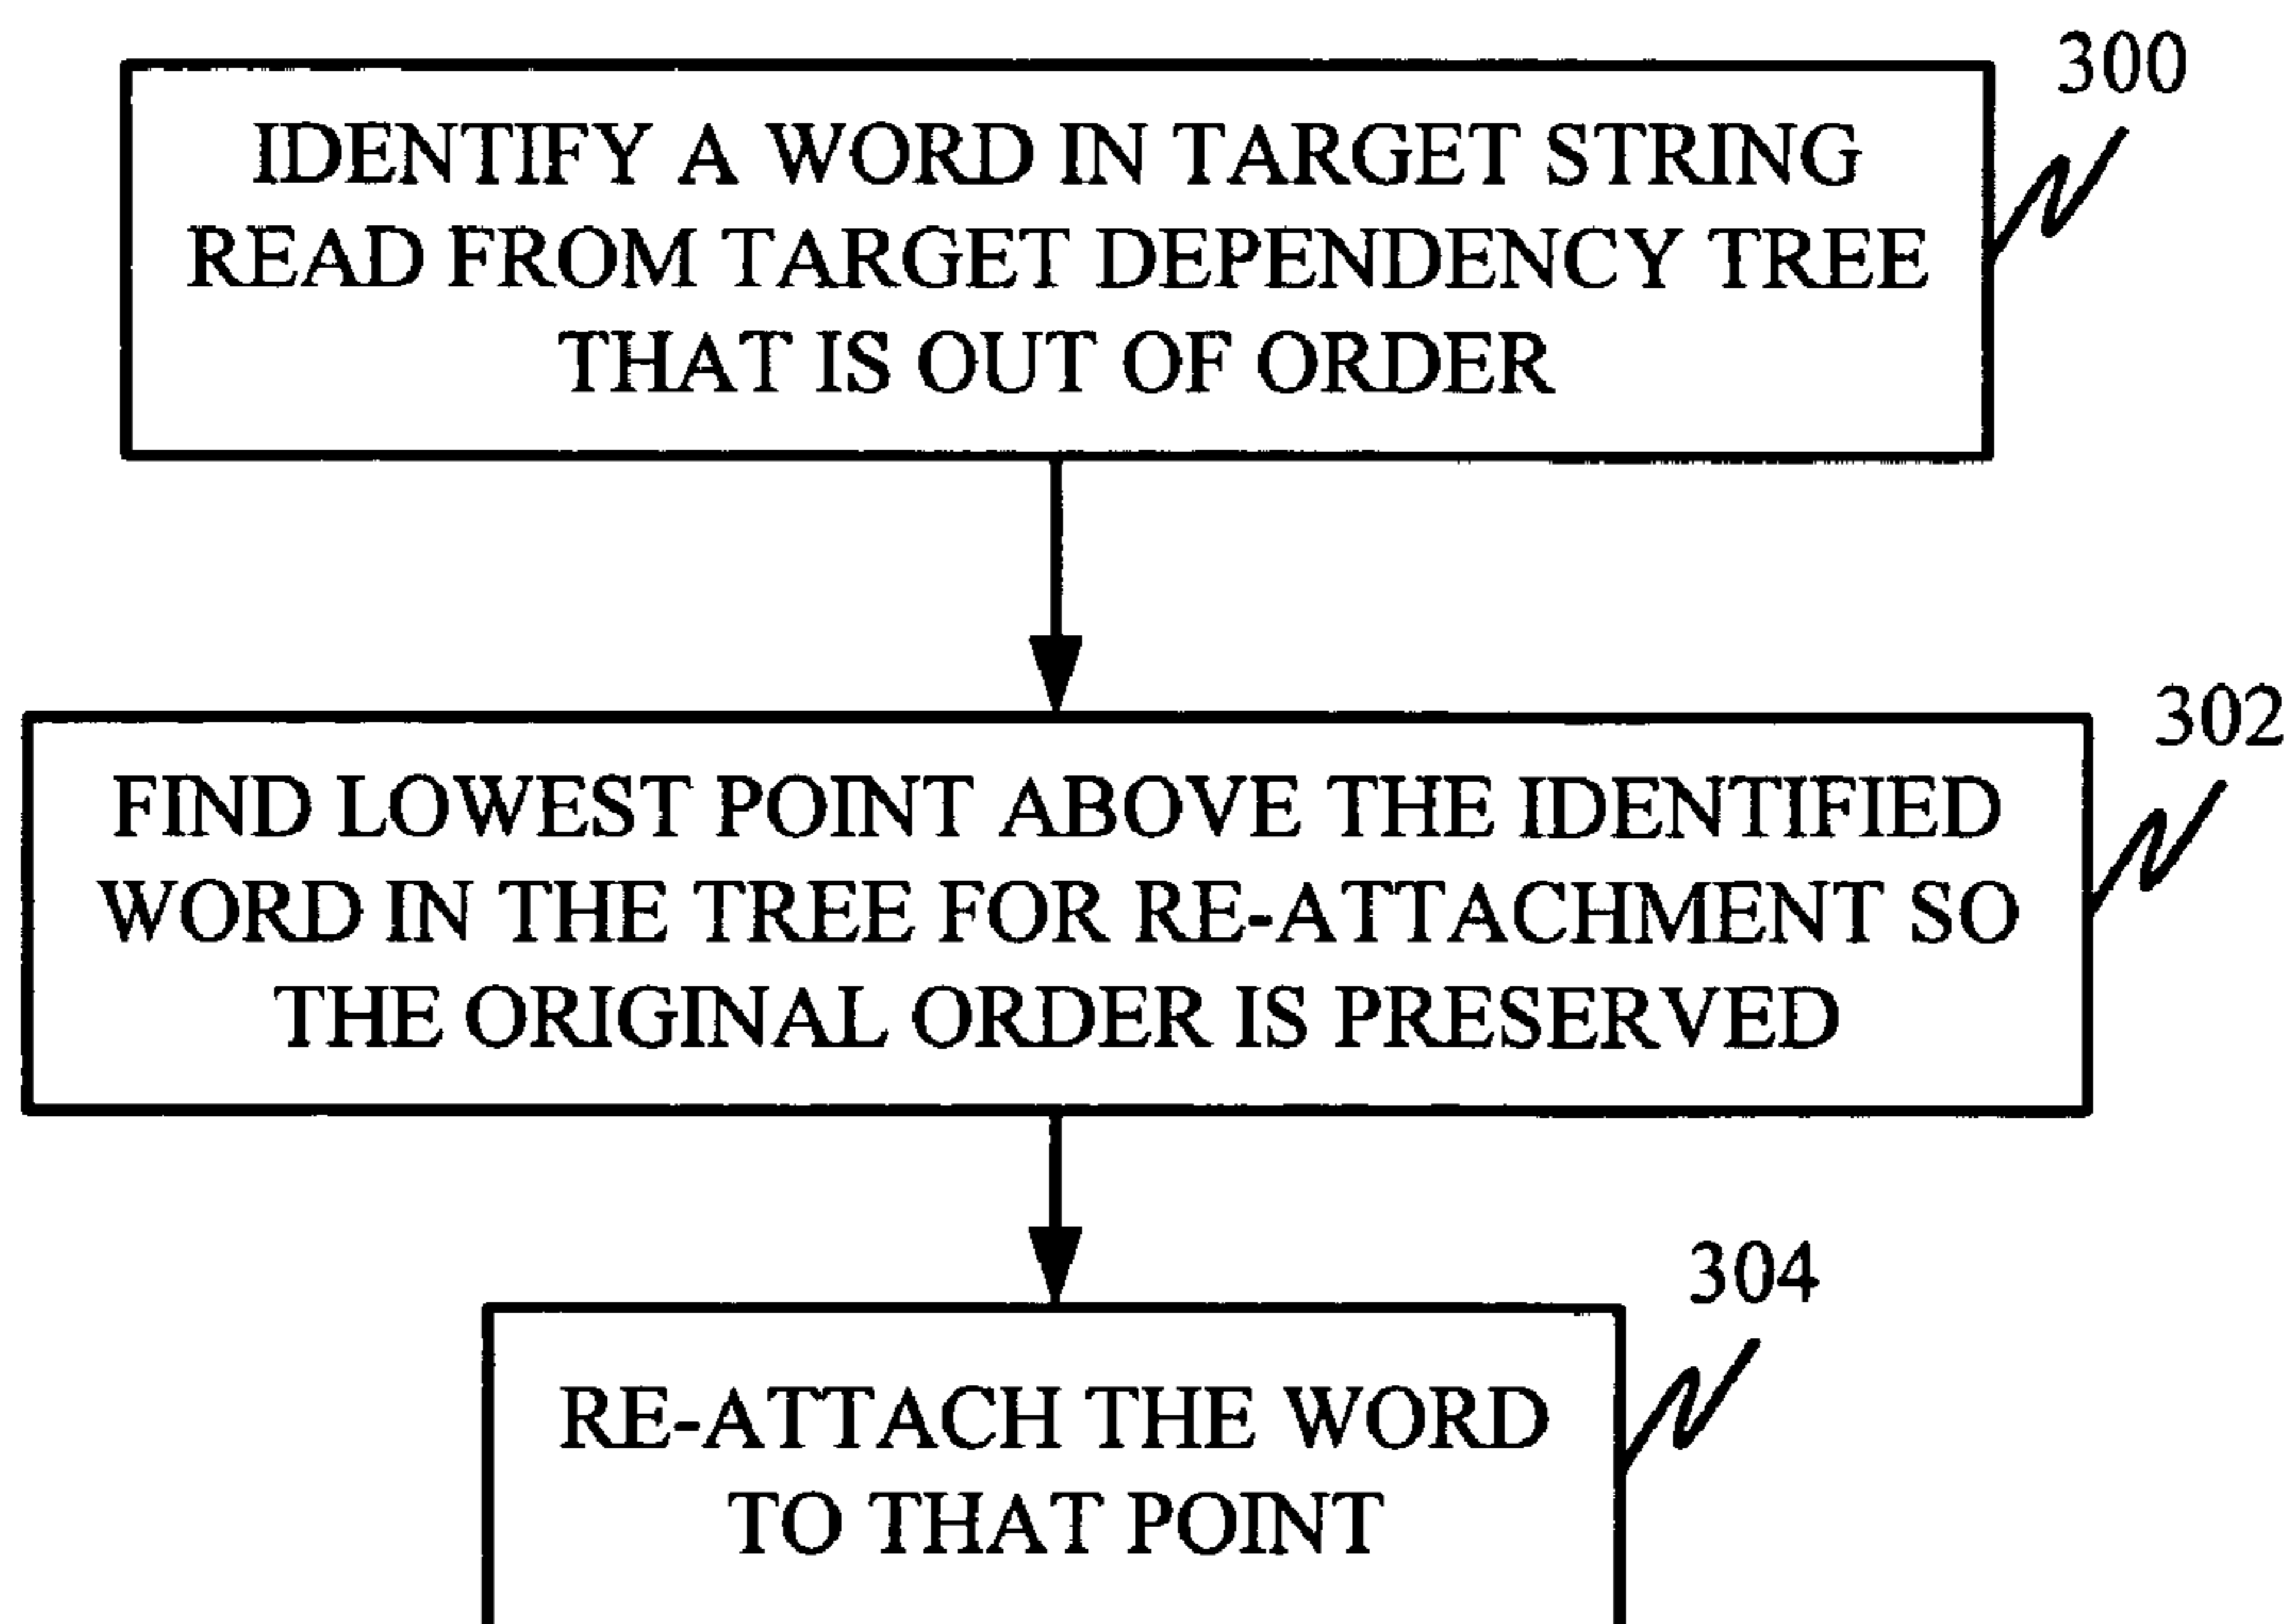 300
IDENTIFY A WORD IN TARGET STRING
READ FROM TARGET DEPENDENCY TREE
THAT IS OUT OF ORDER
302
FIND LOWEST POINT ABOVE THE IDENTIFIED
WORD IN THE TREE FOR RE-ATTACHMENT SO
THE ORIGINAL ORDER IS PRESERVED
304
RE-ATTACH THE WORD
TO THAT POINT